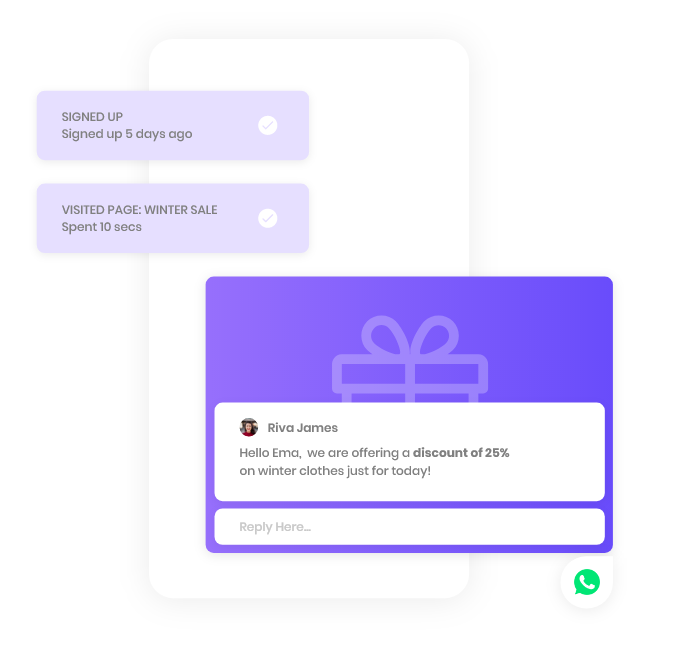 SIGNED UP
Signed up 5 days ago
VISITED PAGE: WINTER SALE
Spent 10 secs
Riva James
Hello Ema, we are offering a discount of 25%
on winter clothes just for today!
Reply Here...